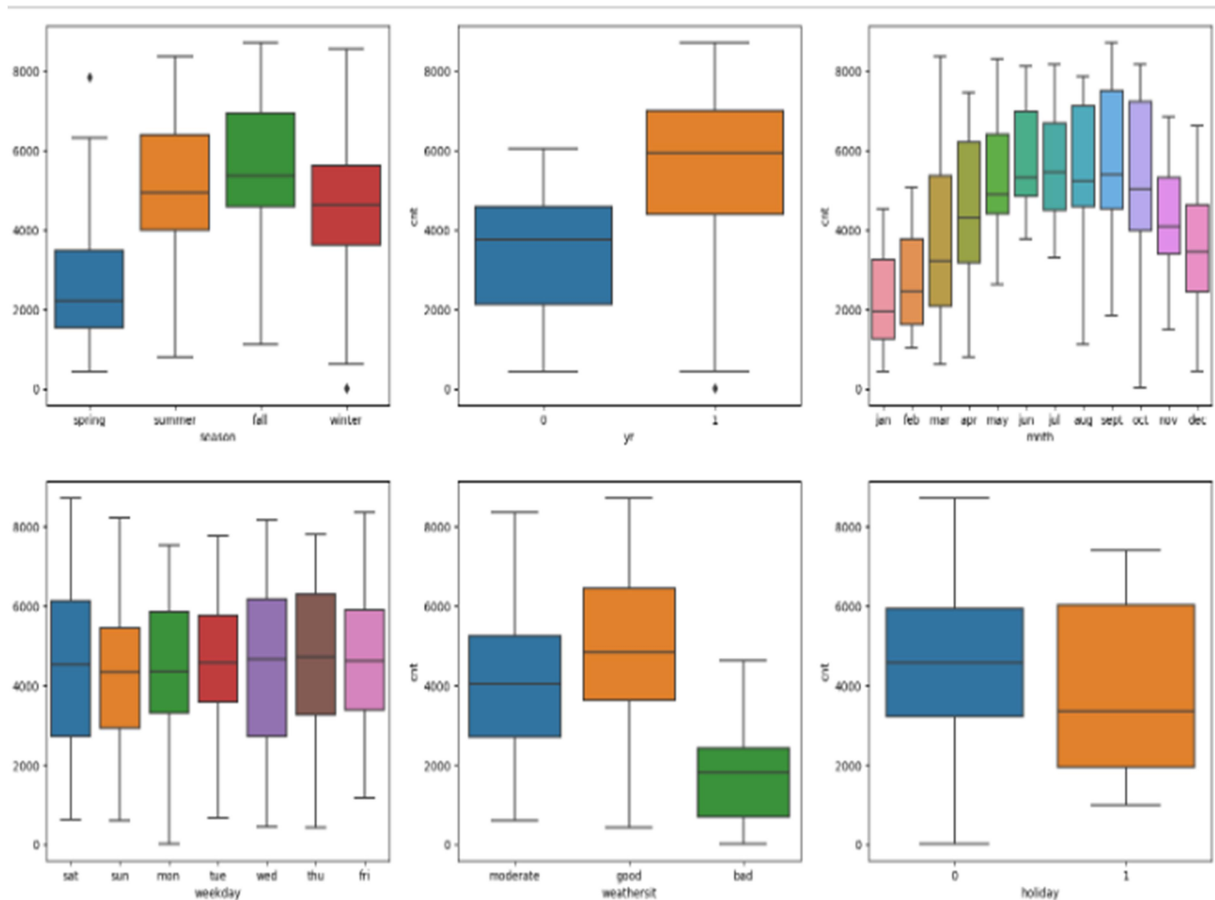 8000
6000
4000
2000
0
spring summer fall winter
season
cnt
8000
6000
4000
2000
0
0 1
yr
cnt
8000
6000
4000
2000
0
jan feb mar apr may jun jul aug sept oct nov dec
mnth
8000
6000
4000
2000
0
sat sun mon tue wed thu fri
weekday
cnt
8000
6000
4000
2000
0
moderate good bad
weathersit
cnt
8000
6000
4000
2000
0
0 1
holiday